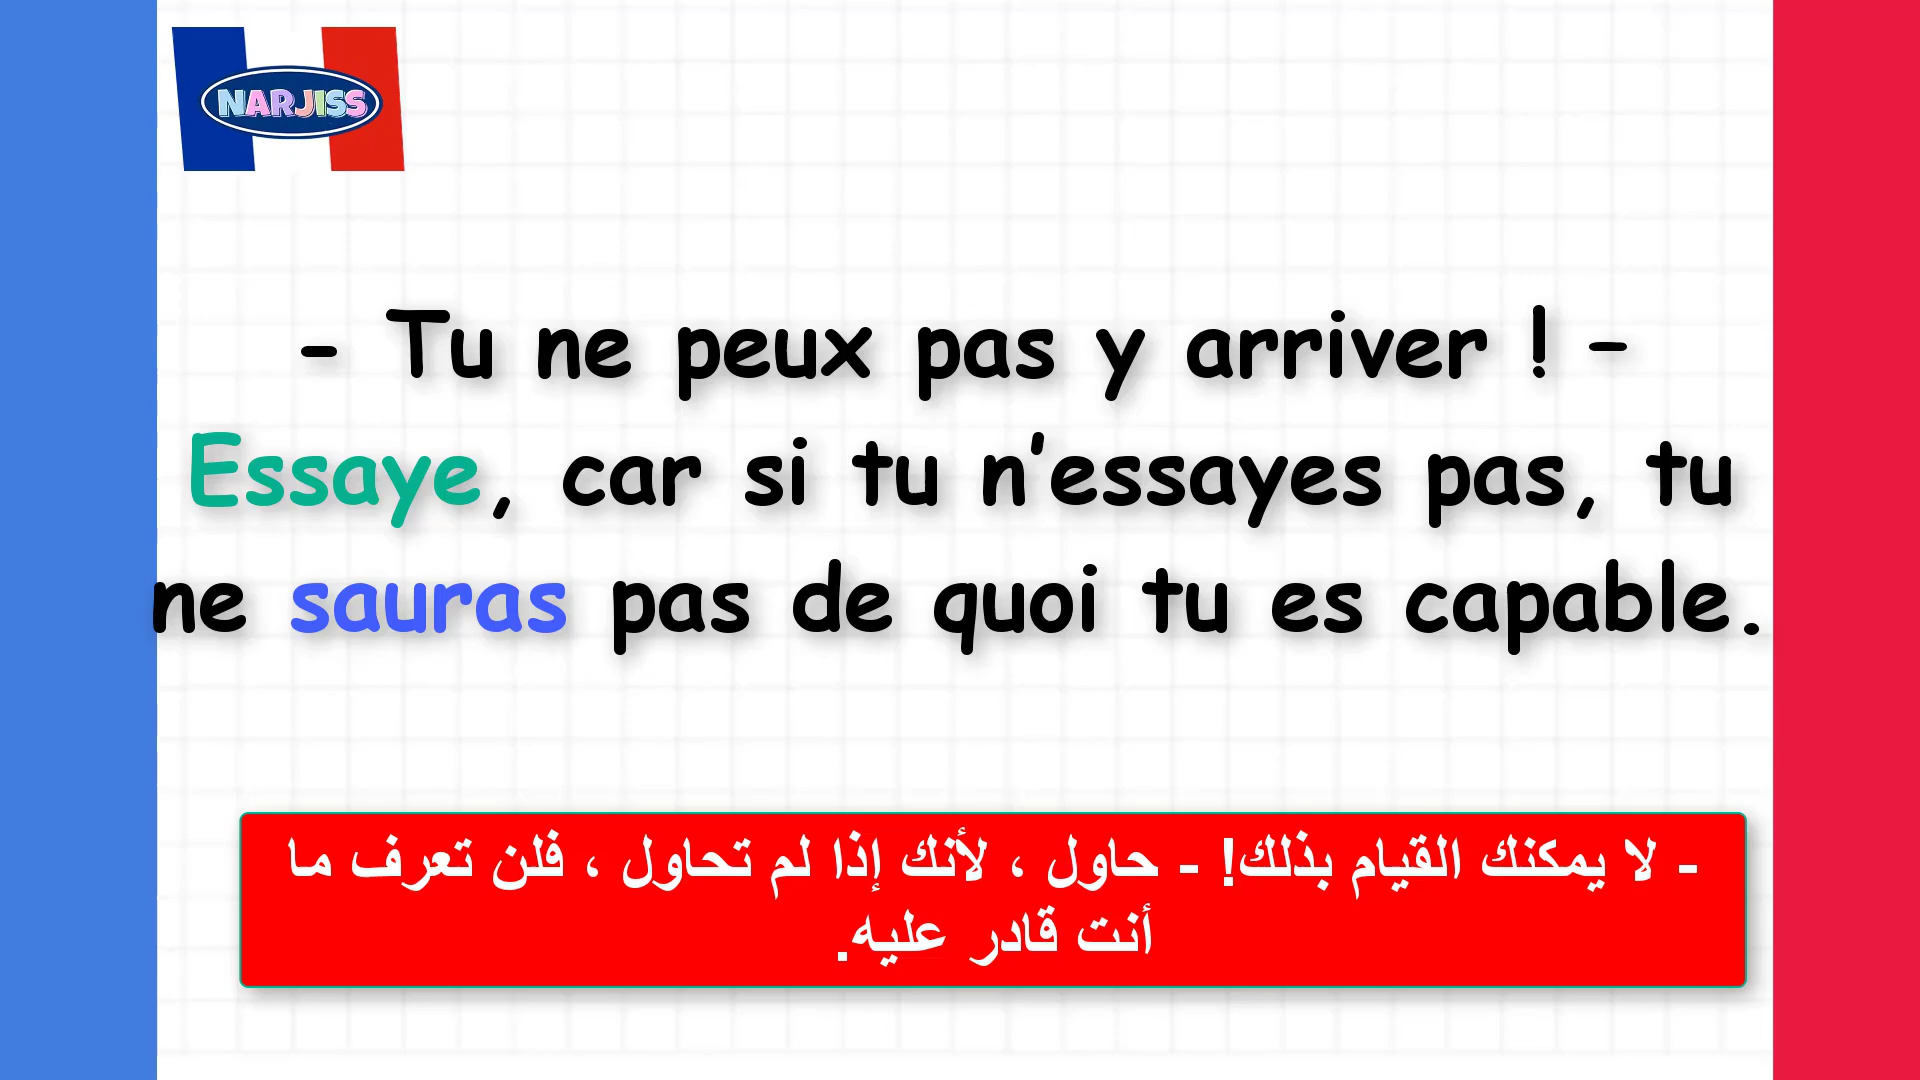 NARJISS
- Tu ne peux pas y arriver ! –
Essaye, car si tu n’essayes pas, tu
ne sauras pas de quoi tu es capable.
- لا يمكنك القيام بذلك! - حاول ، لأنك إذا لم تحاول ، فلن تعرف ما
أنت قادر عليه.